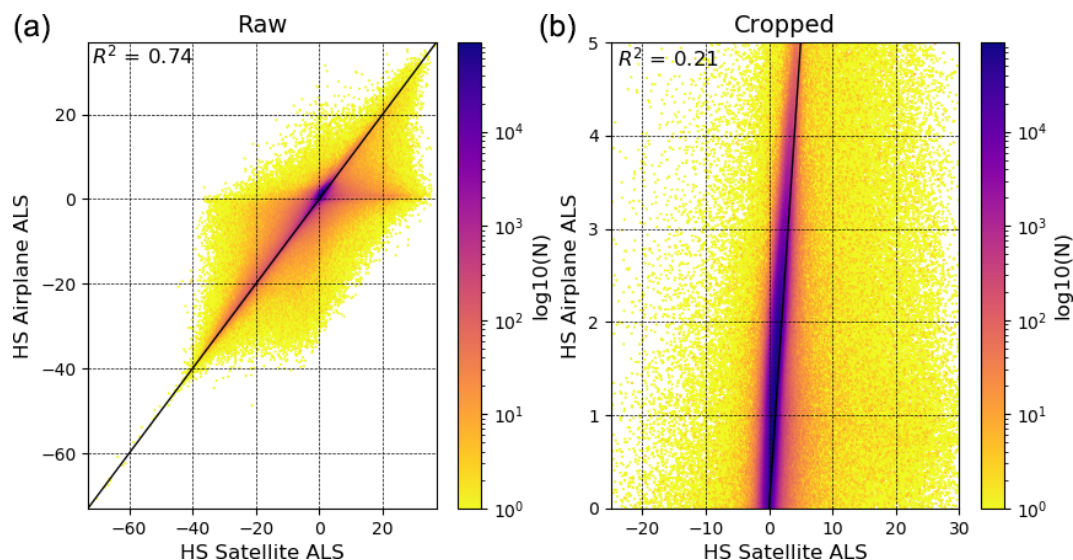 (a) Raw
R² = 0.74
20
0
−20
−40
−60
HS Airplane ALS
−60 −40 −20 0 20
HS Satellite ALS
10⁴
10³
10²
10¹
10⁰
log10(N)
(b) Cropped
R² = 0.21
5
4
3
2
1
0
HS Airplane ALS
−20 −10 0 10 20 30
HS Satellite ALS
10⁴
10³
10²
10¹
10⁰
log10(N)